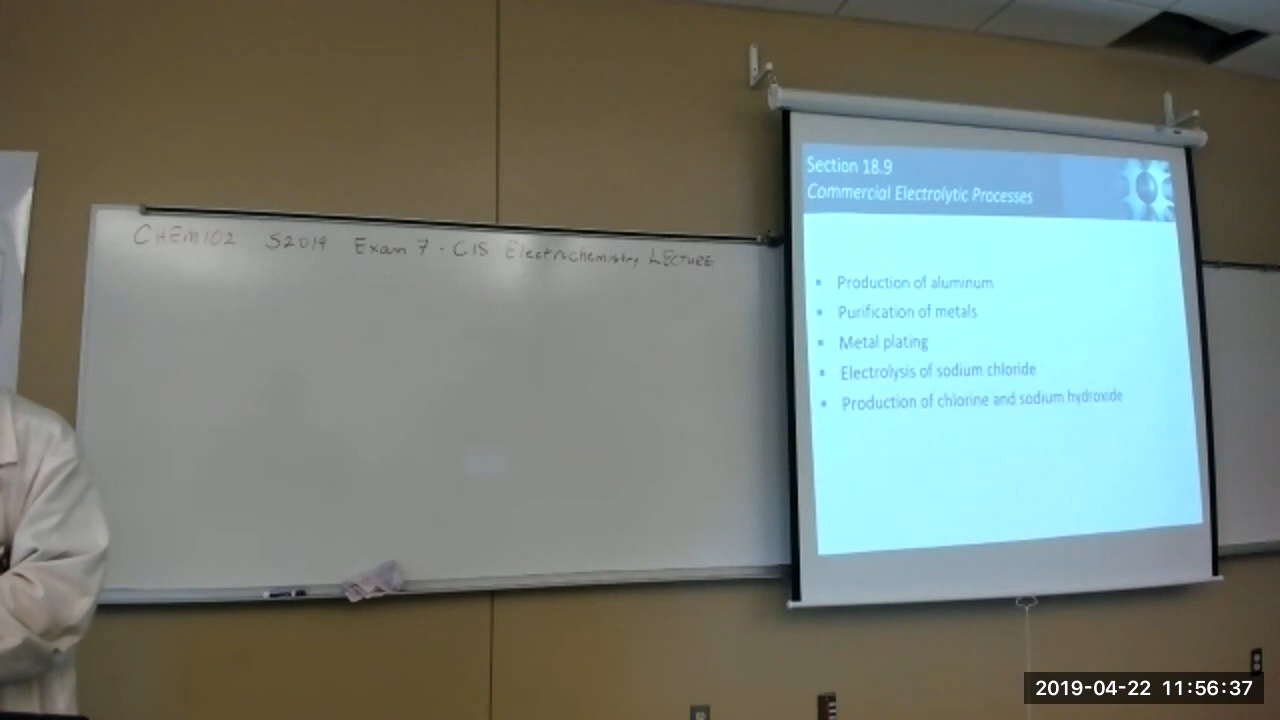 CHEM102 S2019 Exam 7 - C18 Electrochemistry LECTURE
Section 18.9
Commercial Electrolytic Processes
• Production of aluminum
• Purification of metals
• Metal plating
• Electrolysis of sodium chloride
• Production of chlorine and sodium hydroxide
2019-04-22 11:56:37